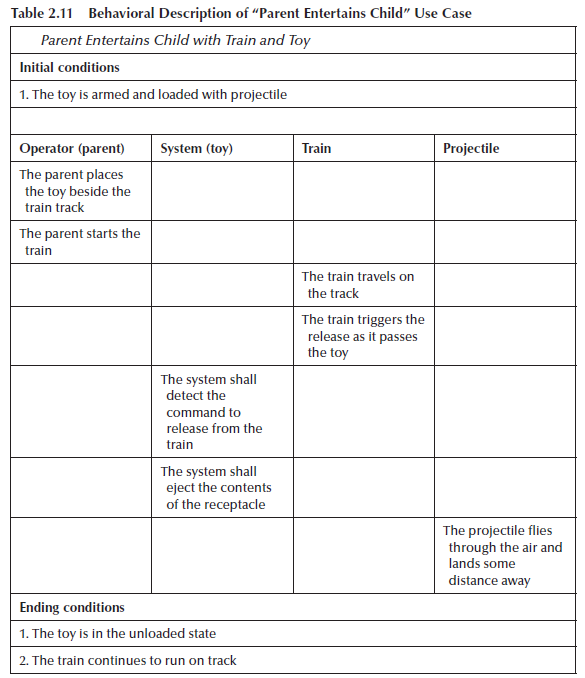 Table 2.11 Behavioral Description of “Parent Entertains Child” Use Case
Parent Entertains Child with Train and Toy
Initial conditions
1. The toy is armed and loaded with projectile
Operator (parent) System (toy) Train Projectile
The parent places
the toy beside the
train track
The parent starts the
train
The train travels on
the track
The train triggers the
release as it passes
the toy
The system shall
detect the
command to
release from the
train
The system shall
eject the contents
of the receptacle
The projectile flies
through the air and
lands some
distance away
Ending conditions
1. The toy is in the unloaded state
2. The train continues to run on track